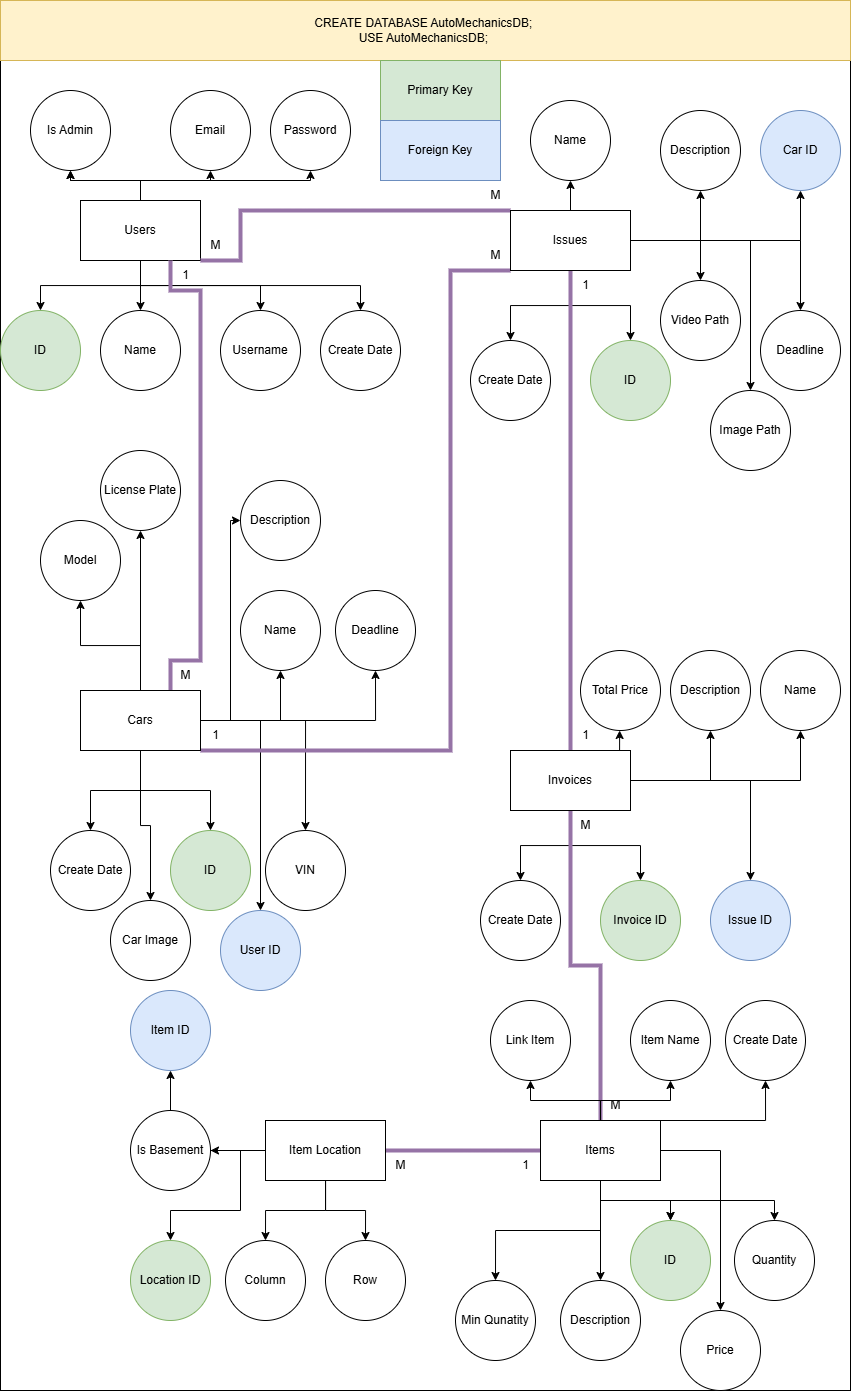 CREATE DATABASE AutoMechanicsDB;
USE AutoMechanicsDB;
Primary Key
Foreign Key
Is Admin
Email
Password
Name
Description
Car ID
M
Users
M
Issues
M
1
1
ID
Name
Username
Create Date
Create Date
ID
Video Path
Deadline
Image Path
License Plate
Description
Model
Name
Deadline
M
Total Price
Description
Name
Cars
1
1
Invoices
M
Create Date
ID
VIN
Car Image
User ID
Create Date
Invoice ID
Issue ID
Item ID
Link Item
Item Name
Create Date
M
Is Basement
Item Location
M
1
Items
Location ID
Column
Row
ID
Quantity
Min Qunatity
Description
Price